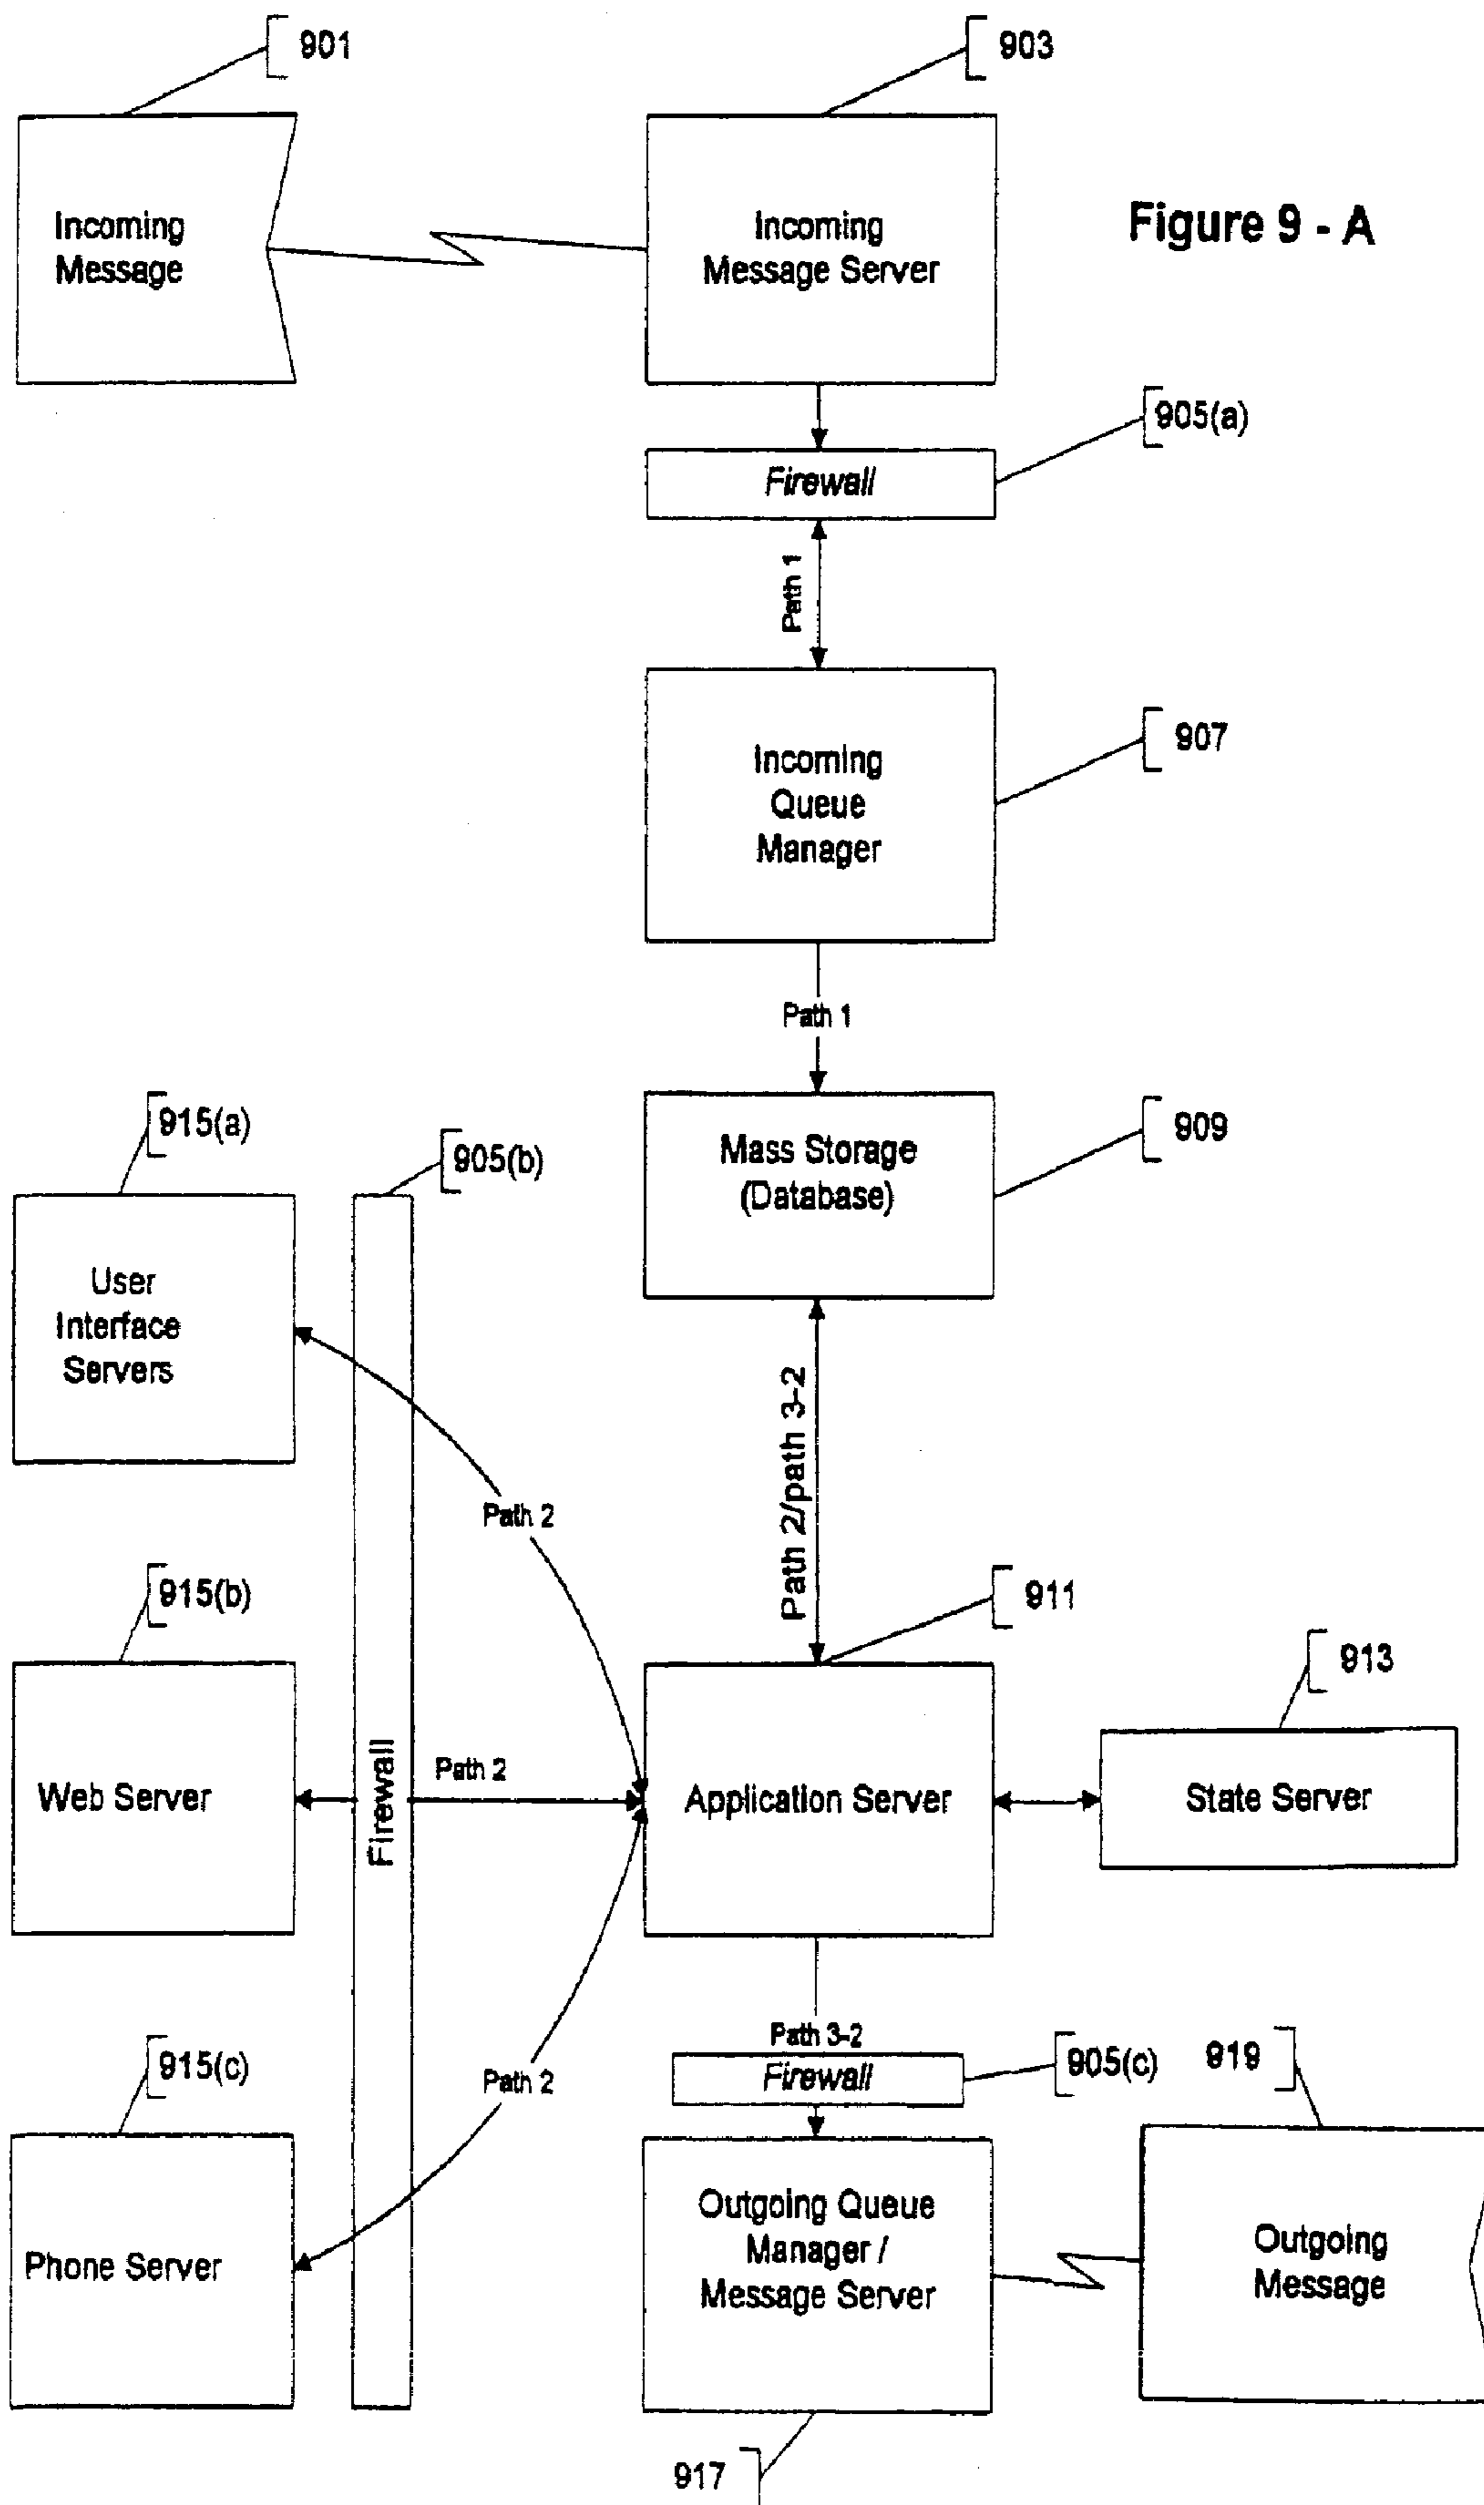 901
903
Incoming
Message
Incoming
Message Server
Figure 9 - A
905(a)
Firewall
Path 1
907
Incoming
Queue
Manager
Path 1
915(a)
905(b)
909
Mass Storage
(Database)
User
Interface
Servers
Path 2/path 3-2
Path 2
915(b)
911
913
Web Server
Firewall
Path 2
Application Server
State Server
915(c)
Path 2
Path 3-2
Firewall
905(c)
919
Phone Server
Outgoing Queue
Manager /
Message Server
Outgoing
Message
917